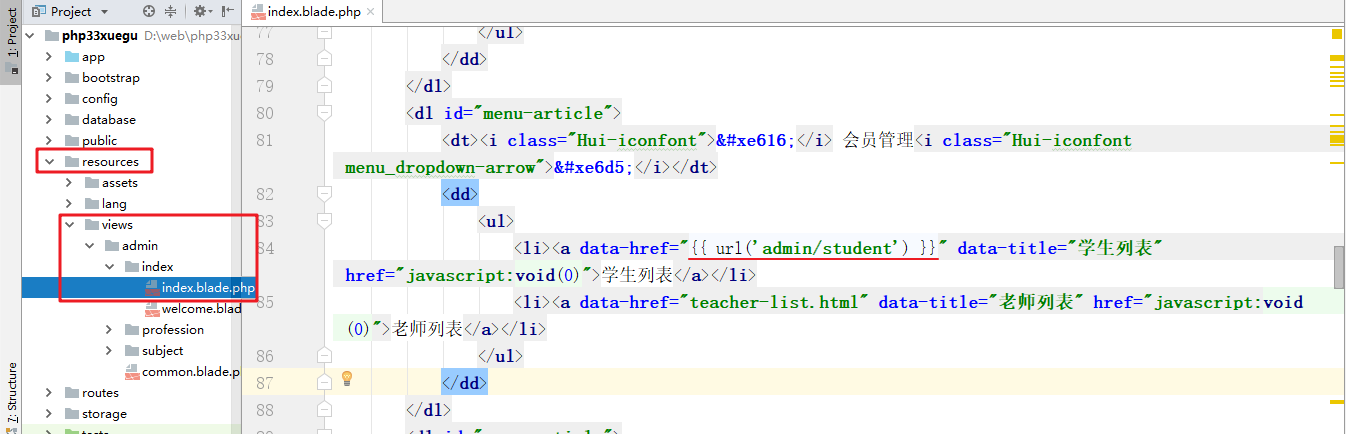 1: Project
7: Structure
Project
php33xuegu D:\web\php33xu
app
bootstrap
config
database
public
resources
assets
lang
views
admin
index
index.blade.php
welcome.blad
profession
subject
common.blade.p
routes
storage
tests
index.blade.php
77 </ul>
78 </dd>
79 </dl>
80 <dl id="menu-article">
81 <dt><i class="Hui-iconfont">&#xe616;</i> 会员管理<i class="Hui-iconfont
menu_dropdown-arrow">&#xe6d5;</i></dt>
82 <dd>
83 <ul>
84 <li><a data-href="{{ url('admin/student') }}" data-title="学生列表"
href="javascript:void(0)">学生列表</a></li>
85 <li><a data-href="teacher-list.html" data-title="老师列表" href="javascript:void
(0)">老师列表</a></li>
86 </ul>
87 </dd>
88 </dl>